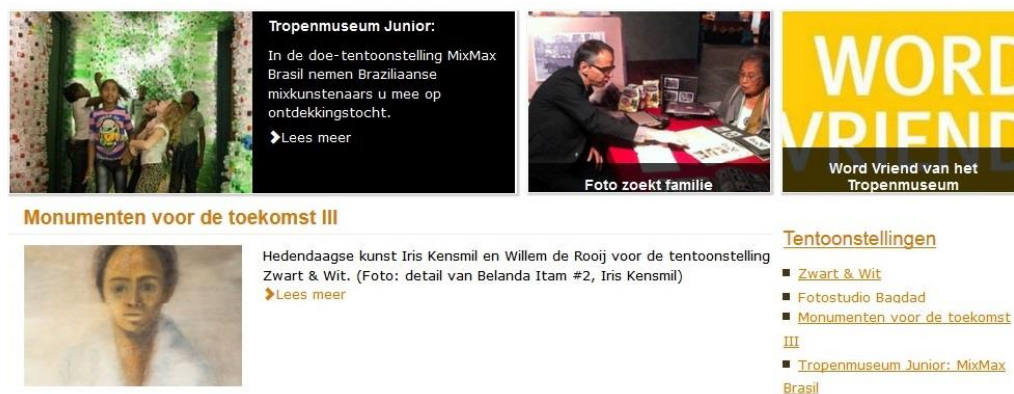 Tropenmuseum Junior:
In de doe-tentoonstelling MixMax
Brasil nemen Braziliaanse
mixkunstenaars u mee op
ontdekkingstocht.
Lees meer
Foto zoekt familie
WORD
VRIEND
Word Vriend van het
Tropenmuseum
Monumenten voor de toekomst III
Hedendaagse kunst Iris Kensmil en Willem de Rooij voor de tentoonstelling
Zwart & Wit. (Foto: detail van Belanda Itam #2, Iris Kensmil)
Lees meer
Tentoonstellingen
Zwart & Wit
Fotostudio Bagdad
Monumenten voor de toekomst
III
Tropenmuseum Junior: MixMax
Brasil